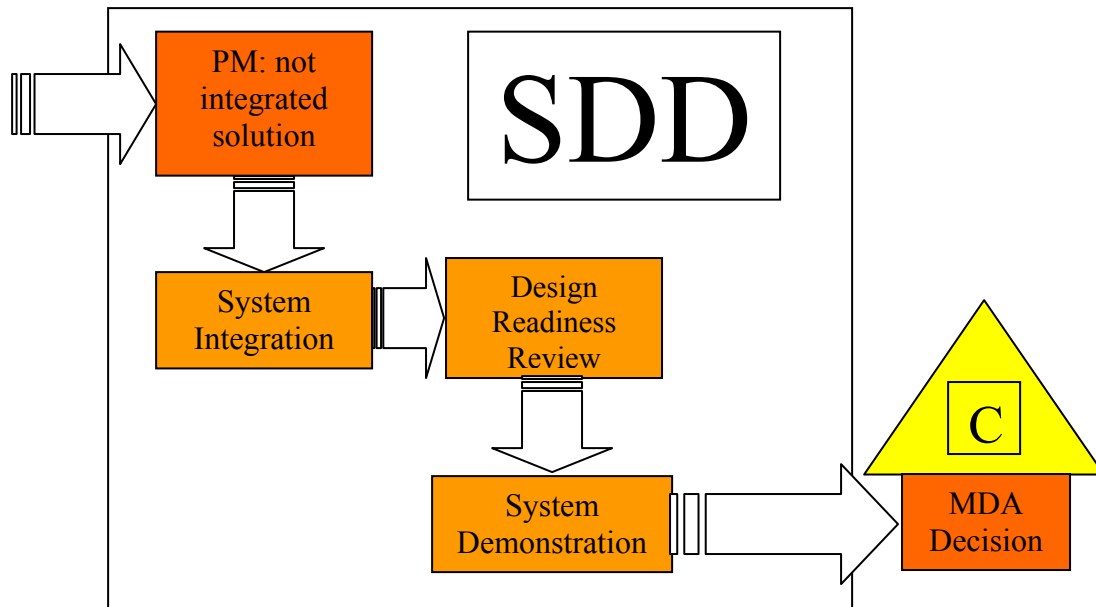 PM: not
integrated
solution
SDD
System
Integration
Design
Readiness
Review
C
System
Demonstration
MDA
Decision